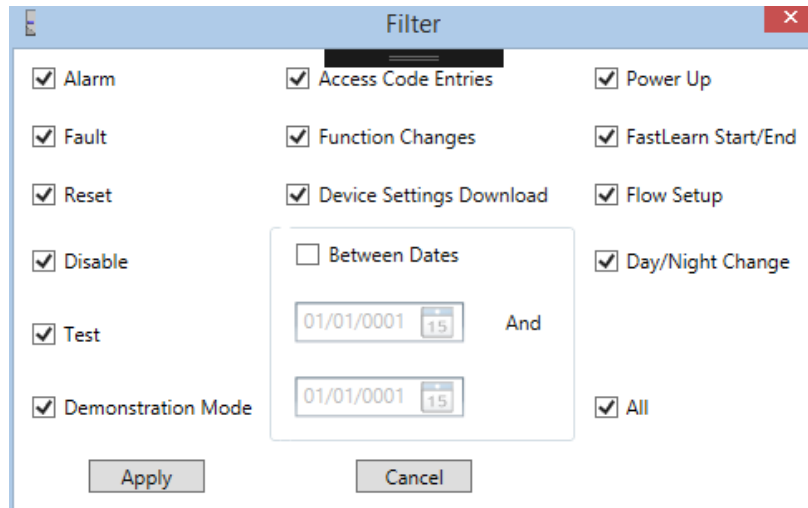 Filter
Alarm Access Code Entries Power Up
Fault Function Changes FastLearn Start/End
Reset Device Settings Download Flow Setup
Disable Between Dates Day/Night Change
01/01/0001 15 And
Test
01/01/0001 15
Demonstration Mode All
Apply Cancel